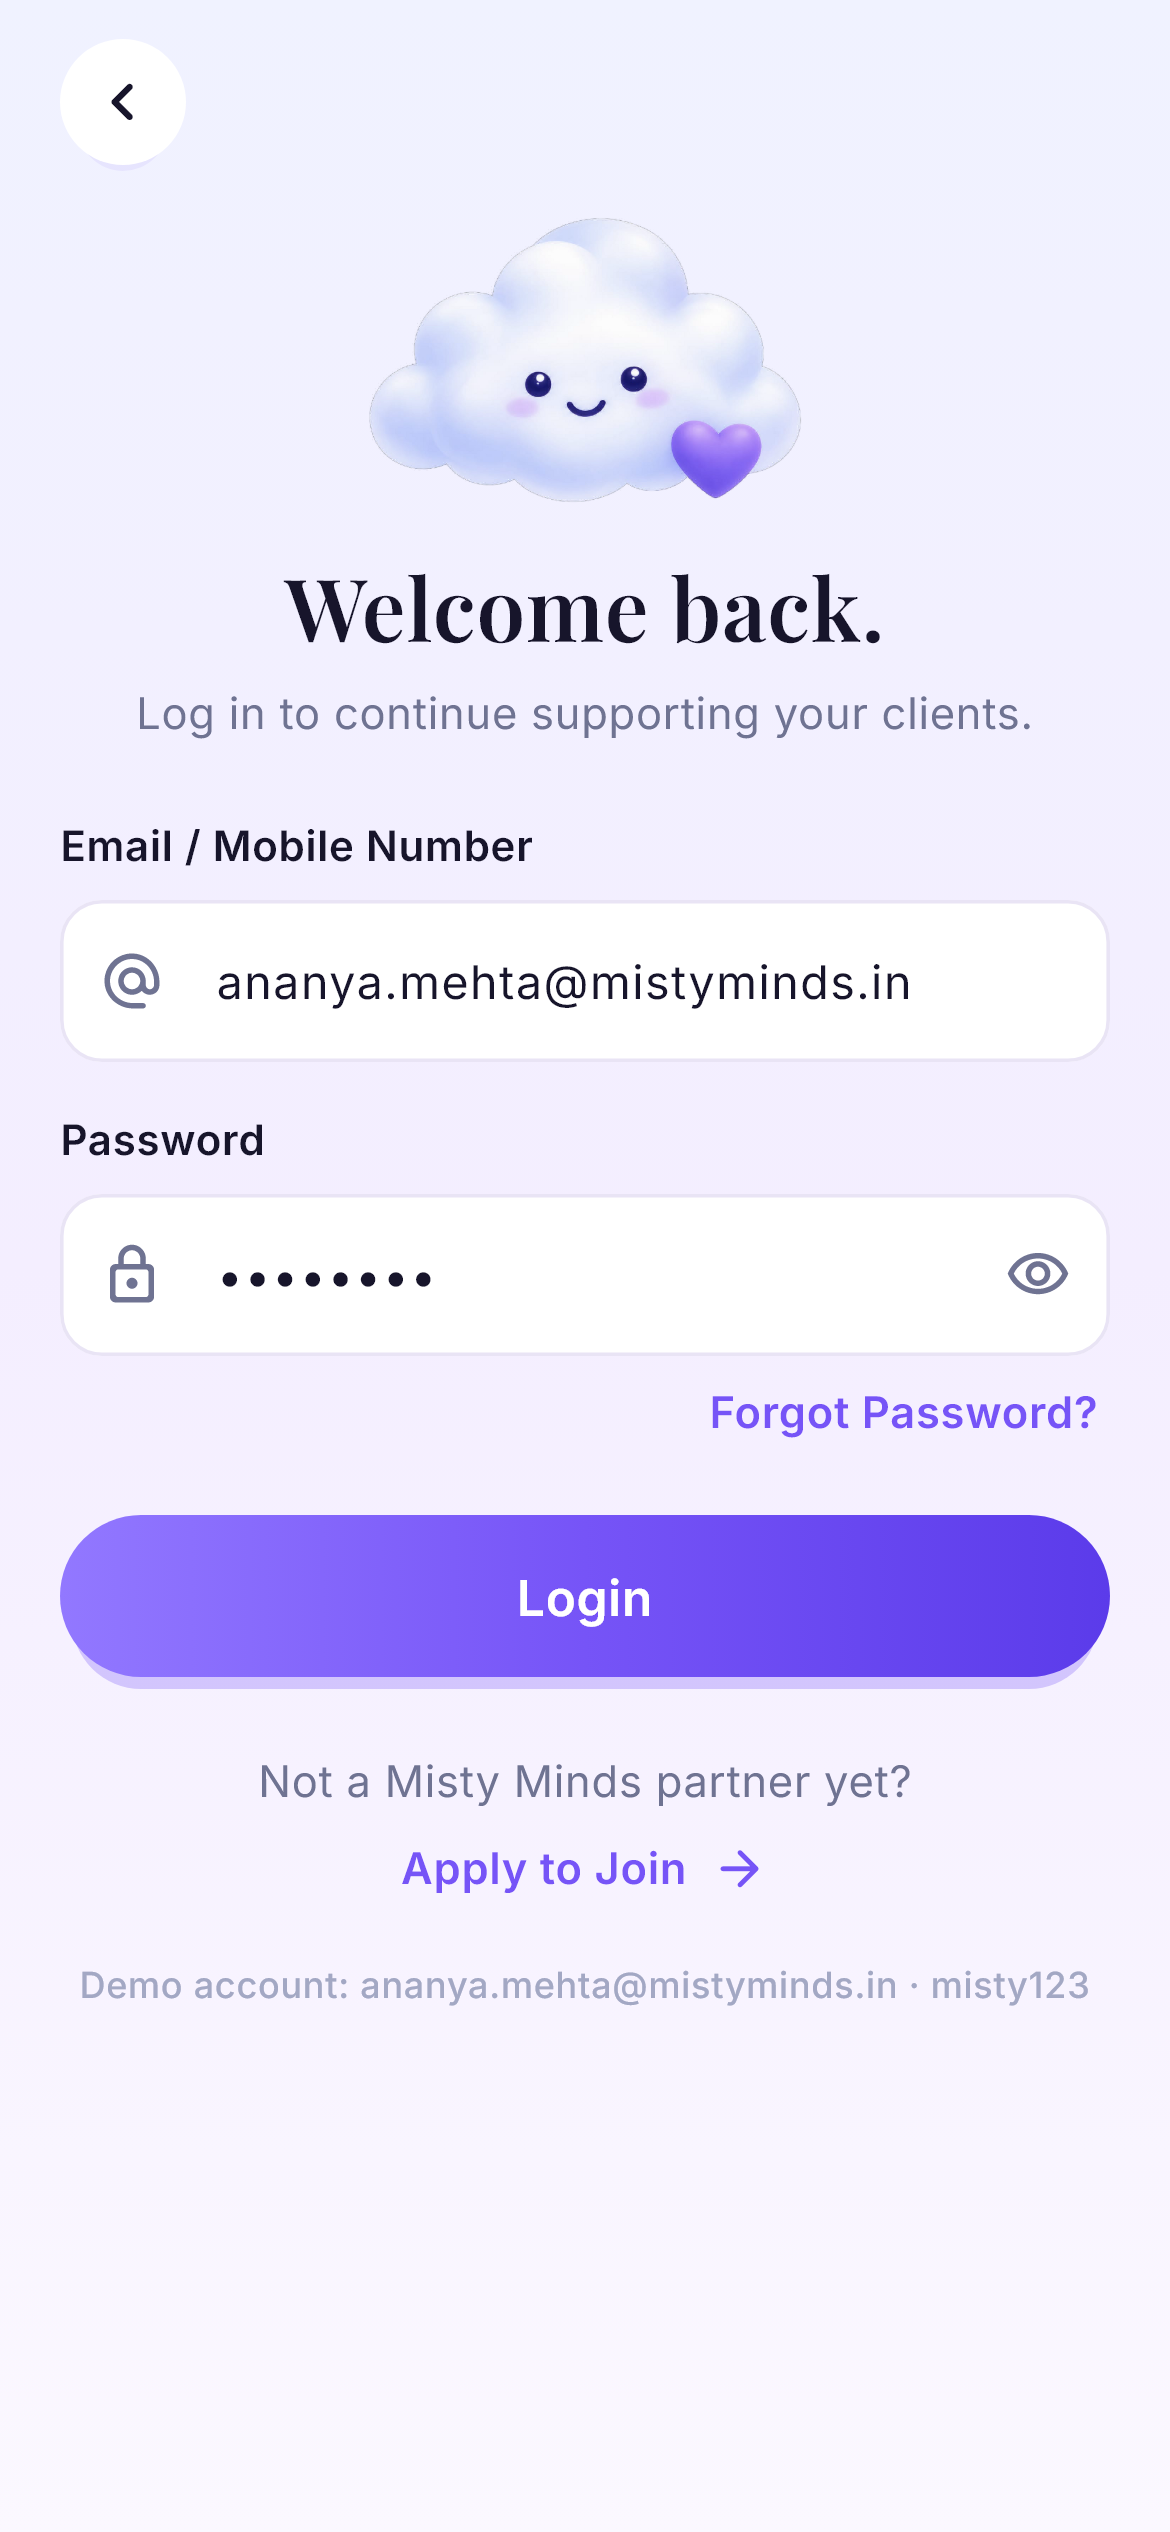 Welcome back.
Log in to continue supporting your clients.
Email / Mobile Number
ananya.mehta@mistyminds.in
Password
••••••••
Forgot Password?
Login
Not a Misty Minds partner yet?
Apply to Join →
Demo account: ananya.mehta@mistyminds.in · misty123